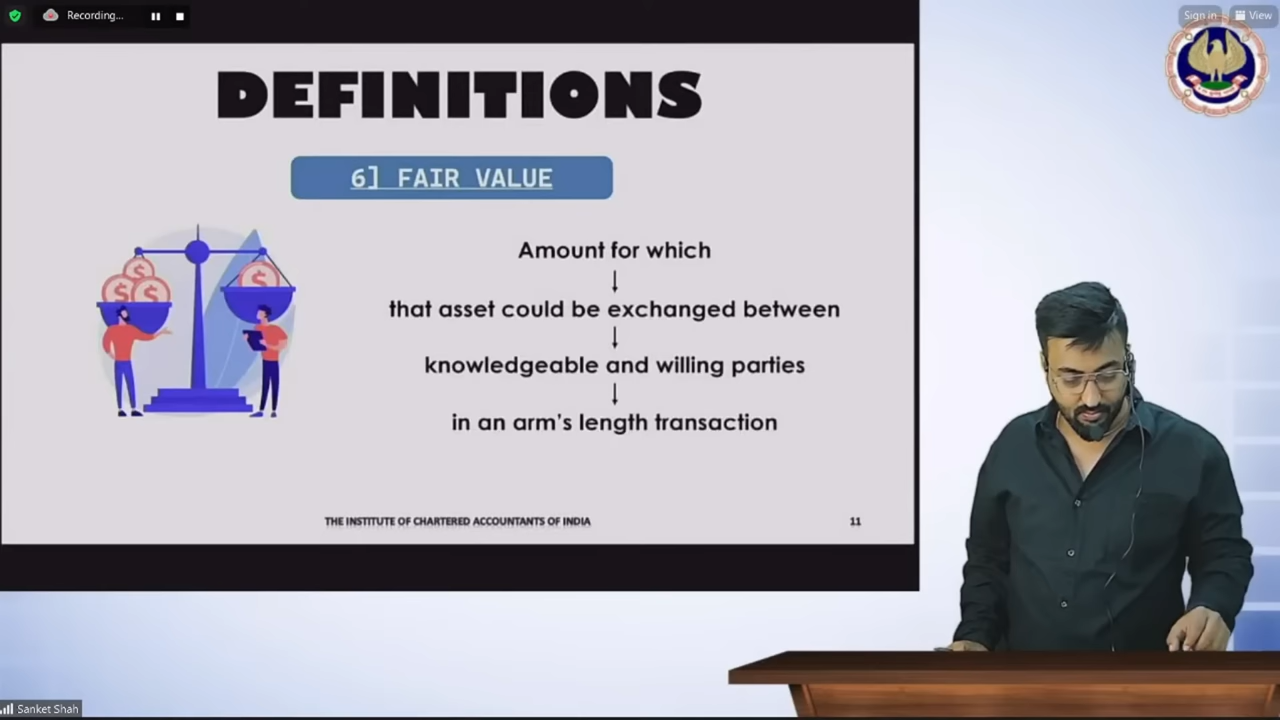 Recording...
Sign in
View
DEFINITIONS
6] FAIR VALUE
Amount for which
that asset could be exchanged between
knowledgeable and willing parties
in an arm's length transaction
$ $ $ $
THE INSTITUTE OF CHARTERED ACCOUNTANTS OF INDIA
11
Sanket Shah